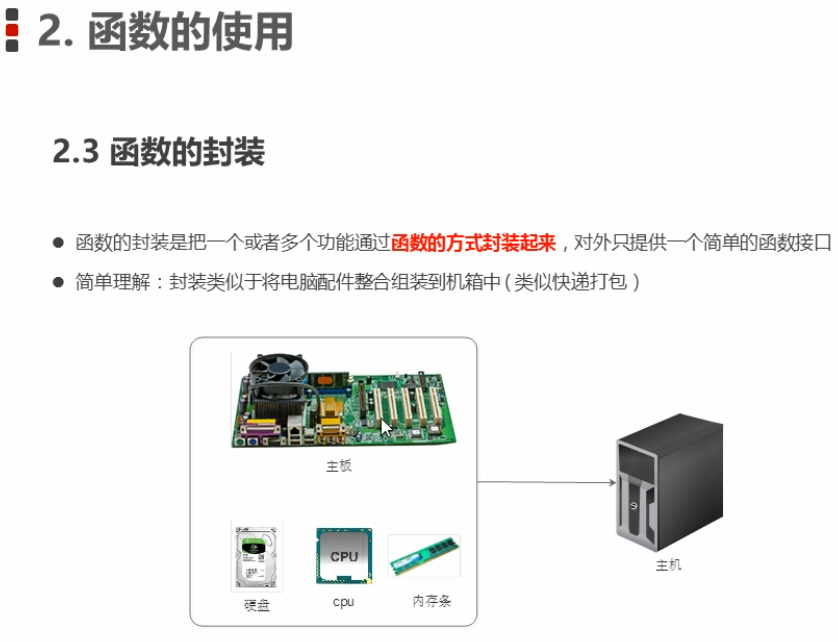 2. 函数的使用
2.3 函数的封装
● 函数的封装是把一个或者多个功能通过函数的方式封装起来，对外只提供一个简单的函数接口
● 简单理解：封装类似于将电脑配件整合组装到机箱中 ( 类似快递打包 )
主板
CPU
硬盘
cpu
内存条
主机